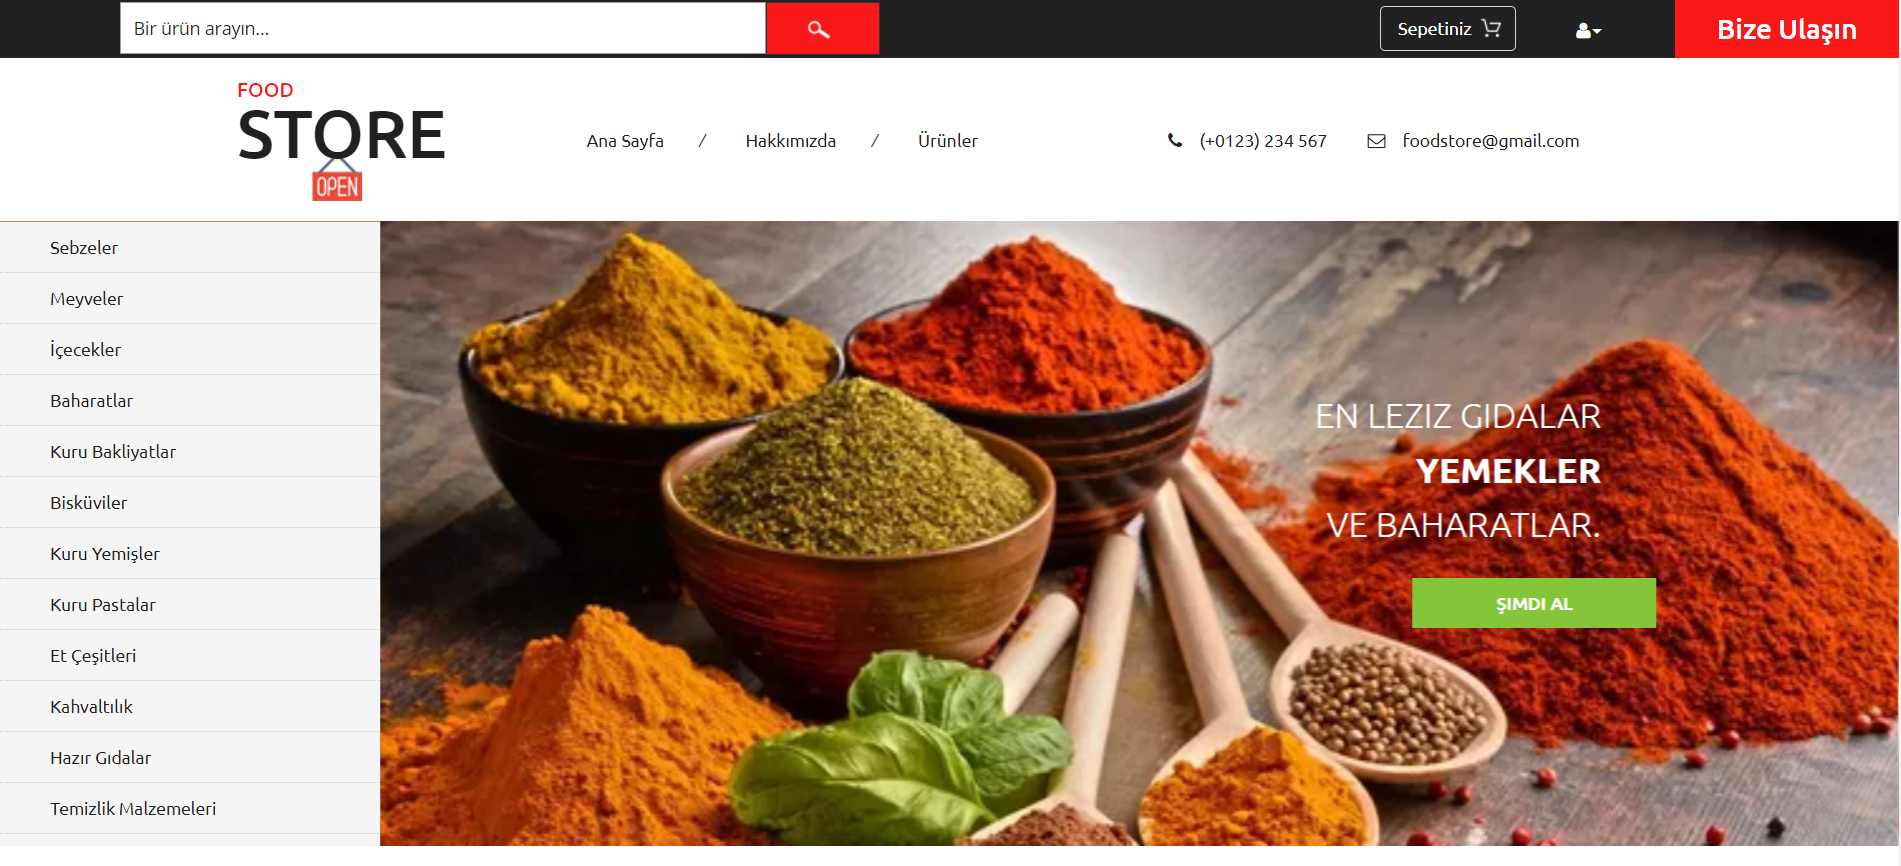 Bir ürün arayın...
Sepetiniz
Bize Ulaşın
FOOD
STORE
OPEN
Ana Sayfa / Hakkımızda / Ürünler
(+0123) 234 567
foodstore@gmail.com
Sebzeler
Meyveler
İçecekler
Baharatlar
Kuru Bakliyatlar
Bisküviler
Kuru Yemişler
Kuru Pastalar
Et Çeşitleri
Kahvaltılık
Hazır Gıdalar
Temizlik Malzemeleri
EN LEZIZ GIDALAR
YEMEKLER
VE BAHARATLAR.
ŞIMDI AL